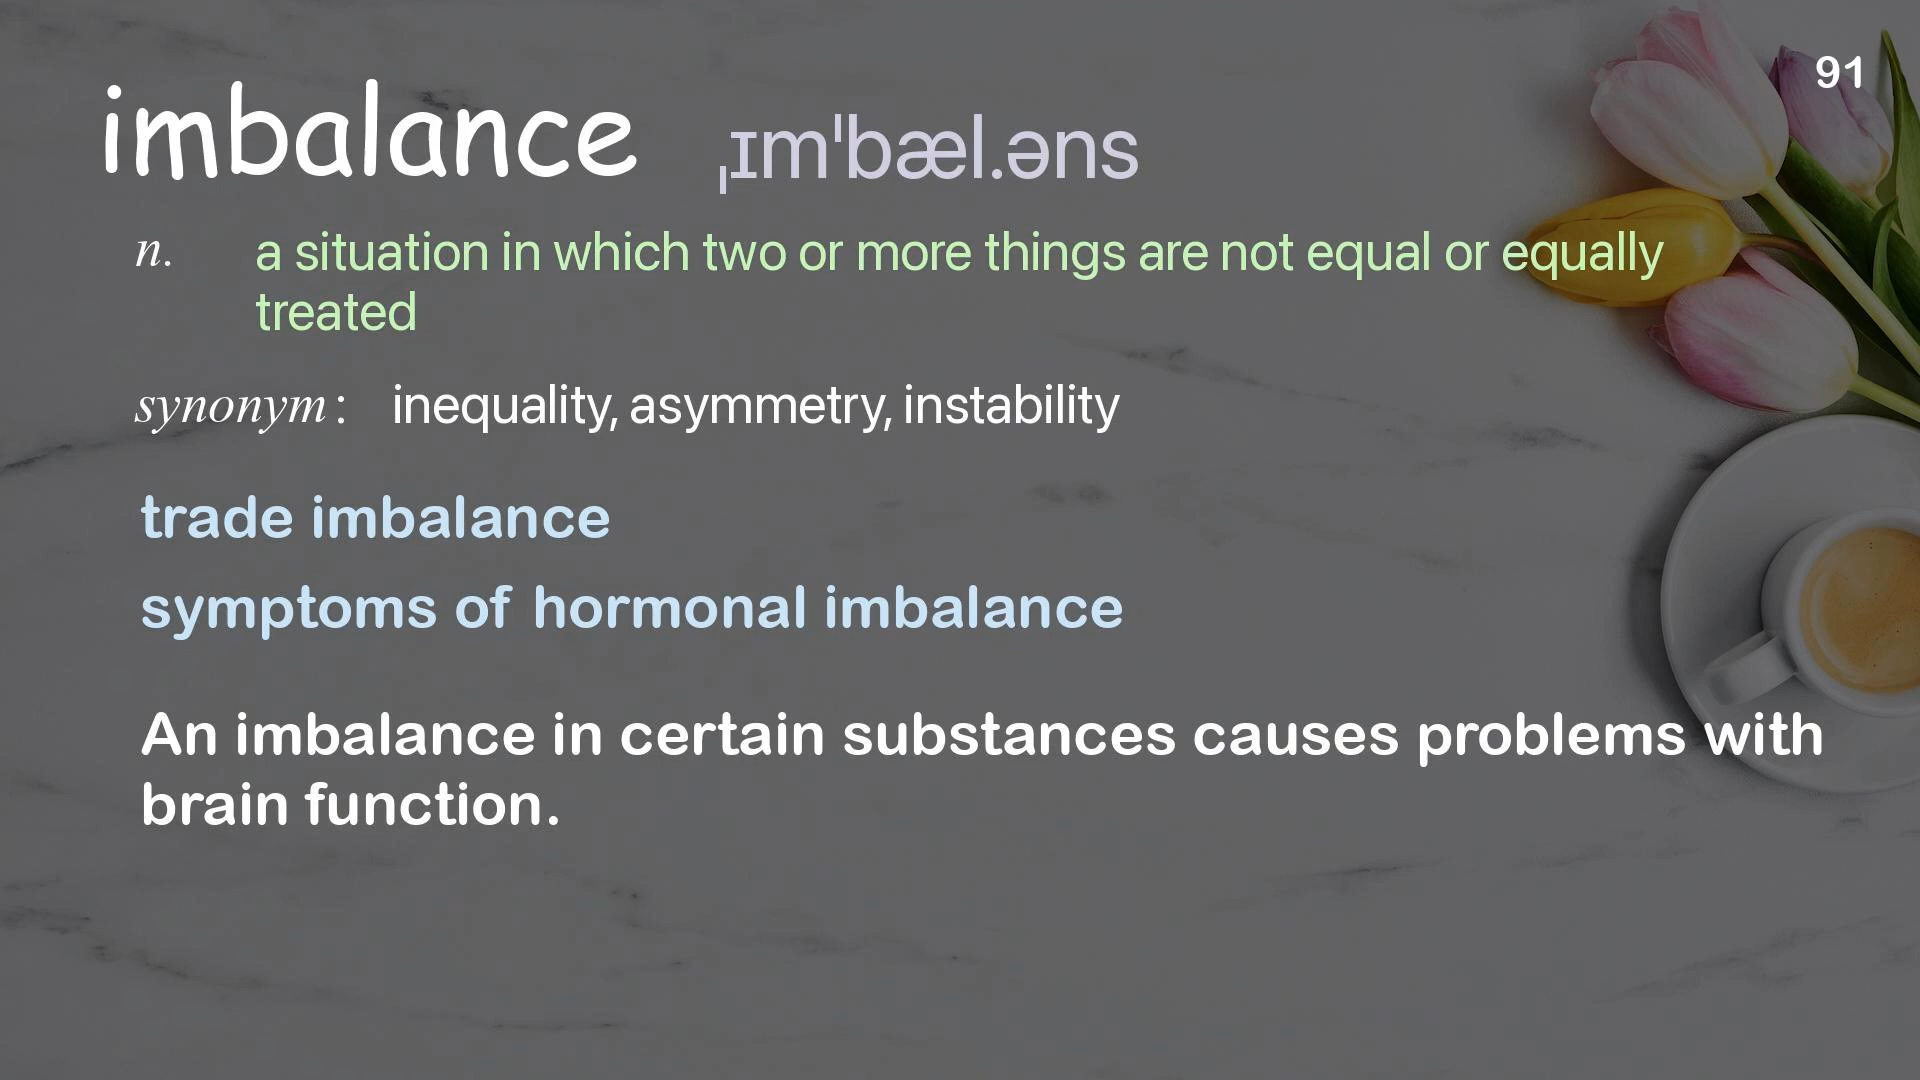 91
imbalance ˌɪmˈbæl.əns
n. a situation in which two or more things are not equal or equally
treated
synonym: inequality, asymmetry, instability
trade imbalance
symptoms of hormonal imbalance
An imbalance in certain substances causes problems with
brain function.